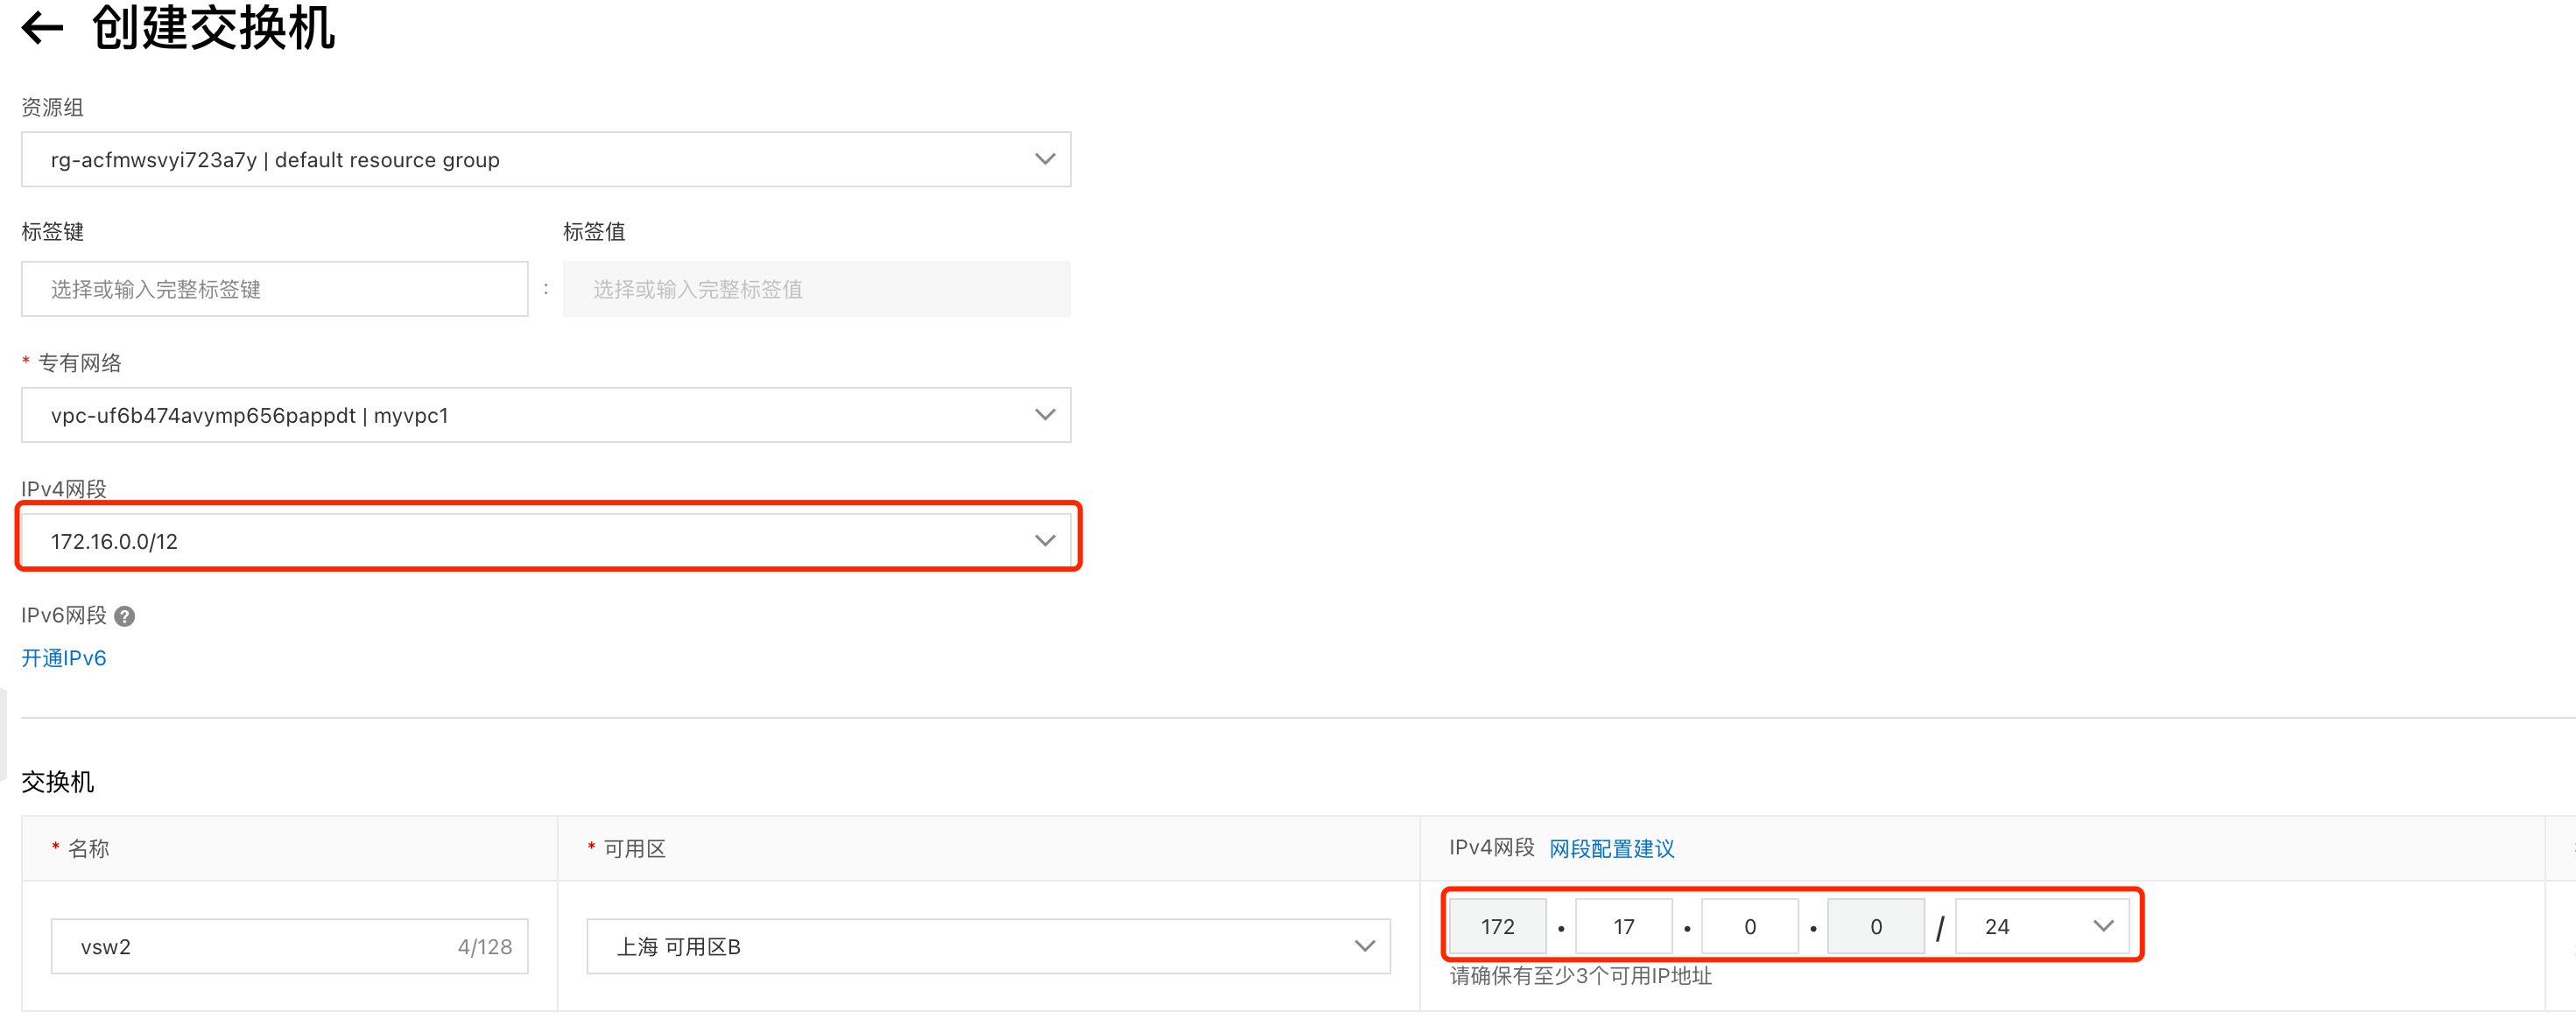 创建交换机
资源组
rg-acfmwsvyi723a7y | default resource group
标签键 标签值
选择或输入完整标签键 : 选择或输入完整标签值
* 专有网络
vpc-uf6b474avymp656pappdt | myvpc1
IPv4网段
172.16.0.0/12
IPv6网段 ?
开通IPv6
交换机
* 名称 * 可用区 IPv4网段 网段配置建议
vsw2 4/128 上海 可用区B 172 . 17 . 0 . 0 / 24
请确保有至少3个可用IP地址